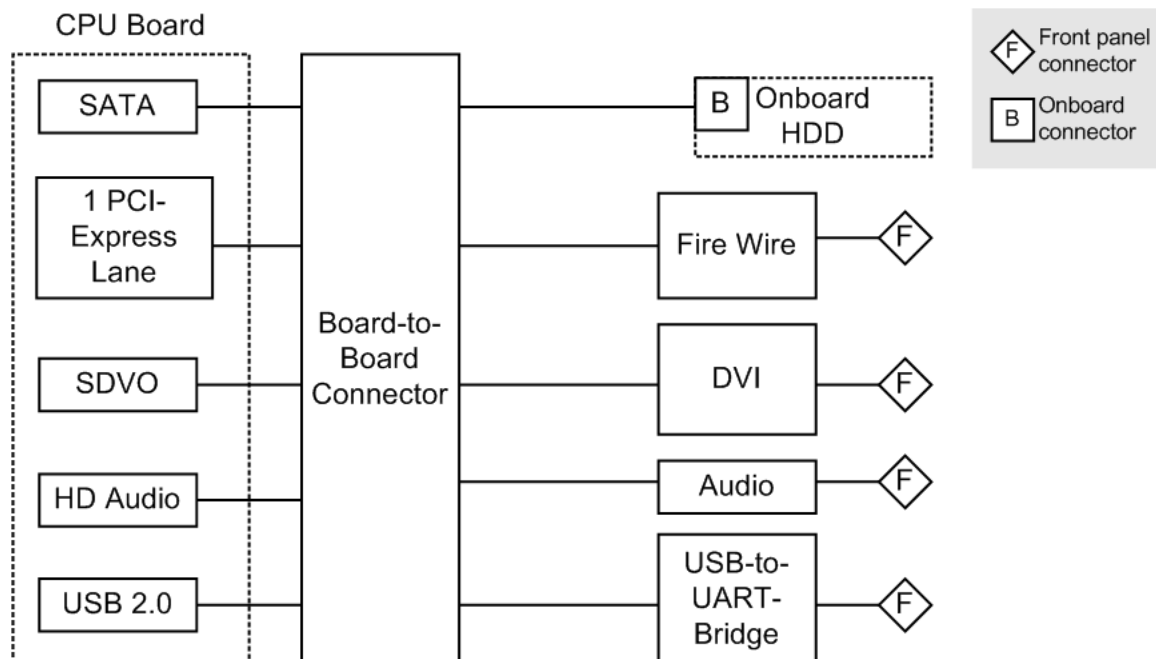 CPU Board
SATA
1 PCI-
Express
Lane
SDVO
HD Audio
USB 2.0
Board-to-
Board
Connector
B
Onboard
HDD
Fire Wire
F
DVI
F
Audio
F
USB-to-
UART-
Bridge
F
F
Front panel
connector
B
Onboard
connector